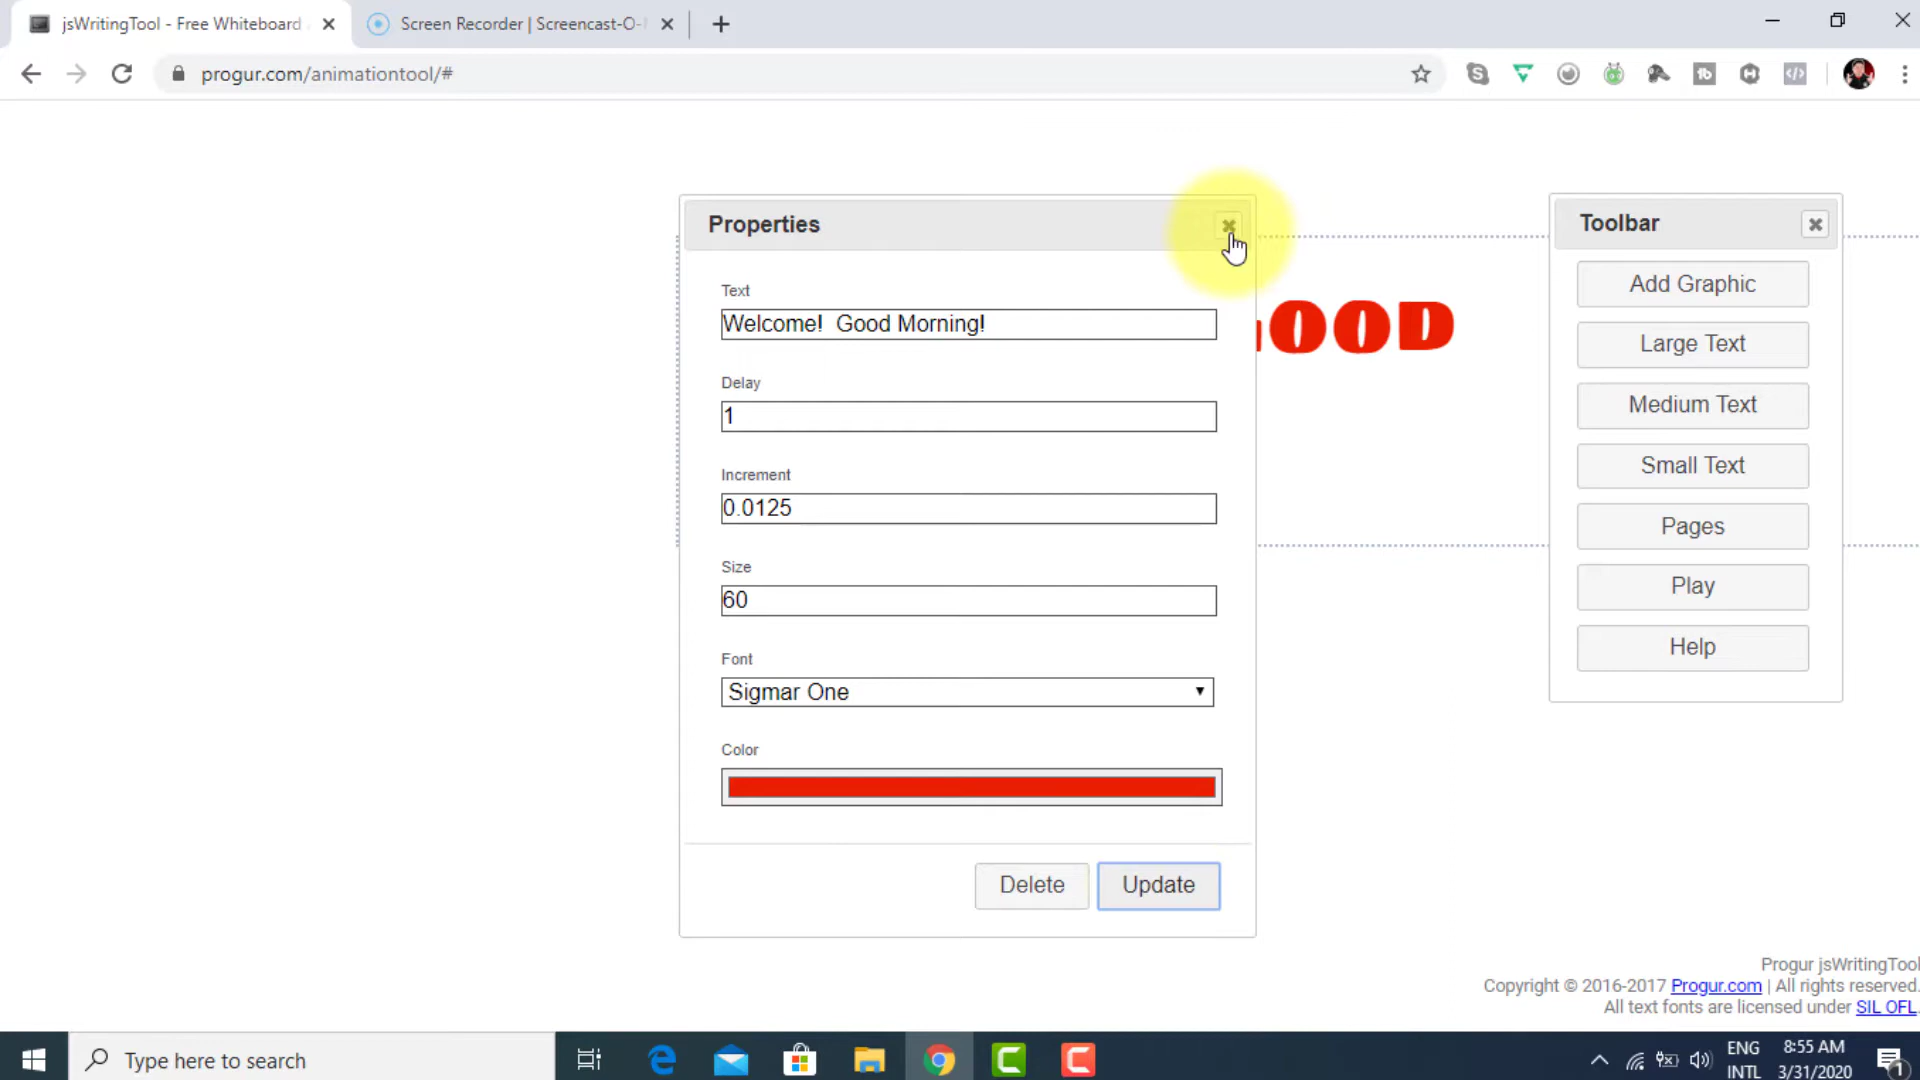 jsWritingTool - Free Whiteboard
Screen Recorder | Screencast-O-
progur.com/animationtool/#
Properties
Toolbar
Text
Welcome!  Good Morning!
OOD
Delay
1
Increment
0.0125
Size
60
Font
Sigmar One
Color
Delete
Update
Add Graphic
Large Text
Medium Text
Small Text
Pages
Play
Help
Progur jsWritingTool
Copyright © 2016-2017 Progur.com | All rights reserved.
All text fonts are licensed under SIL OFL.
Type here to search
ENG
INTL
8:55 AM
3/31/2020
1